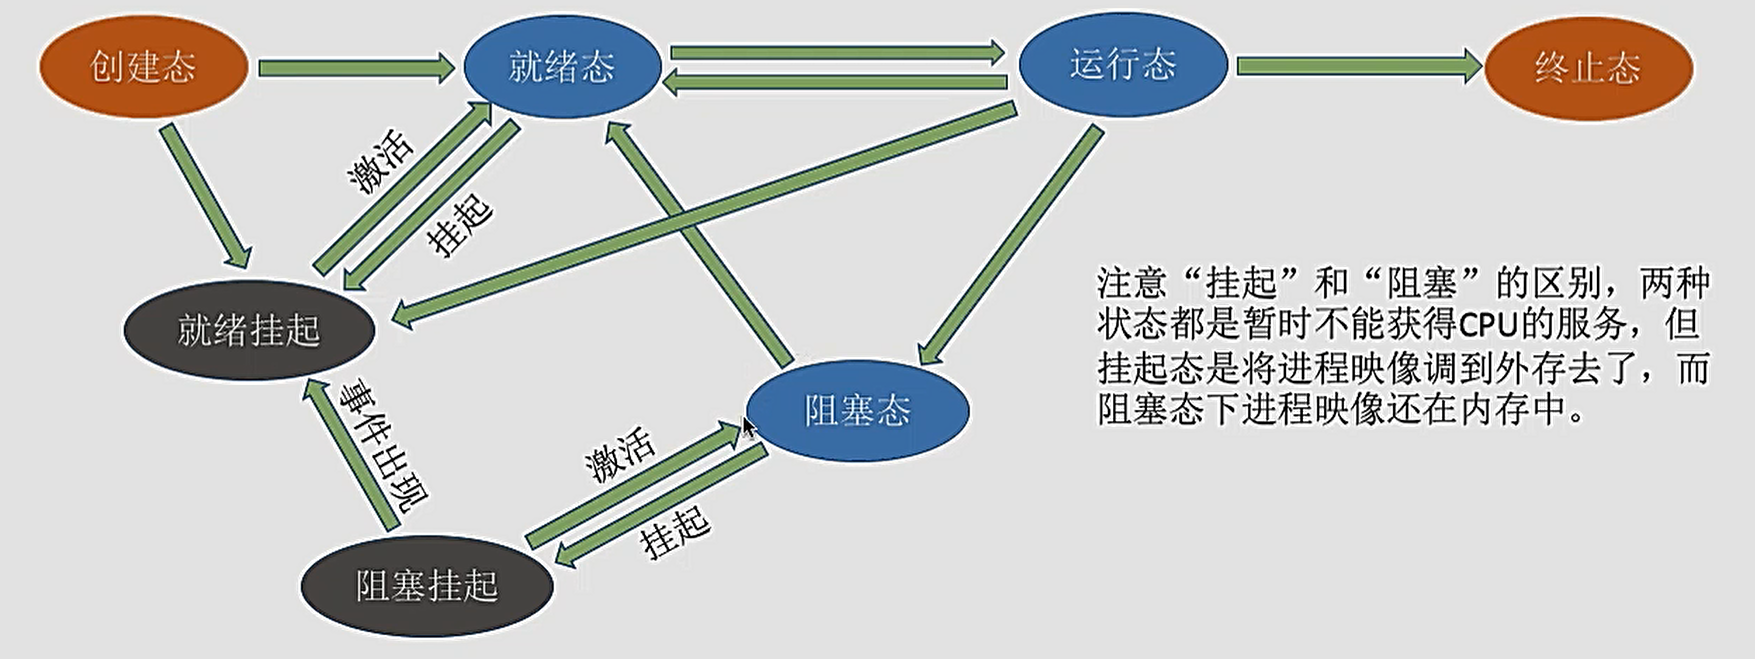 创建态
就绪态
运行态
终止态
激活
挂起
就绪挂起
注意“挂起”和“阻塞”的区别，两种
状态都是暂时不能获得CPU的服务，但
挂起态是将进程映像调到外存去了，而
阻塞态下进程映像还在内存中。
事件出现
阻塞态
激活
挂起
阻塞挂起